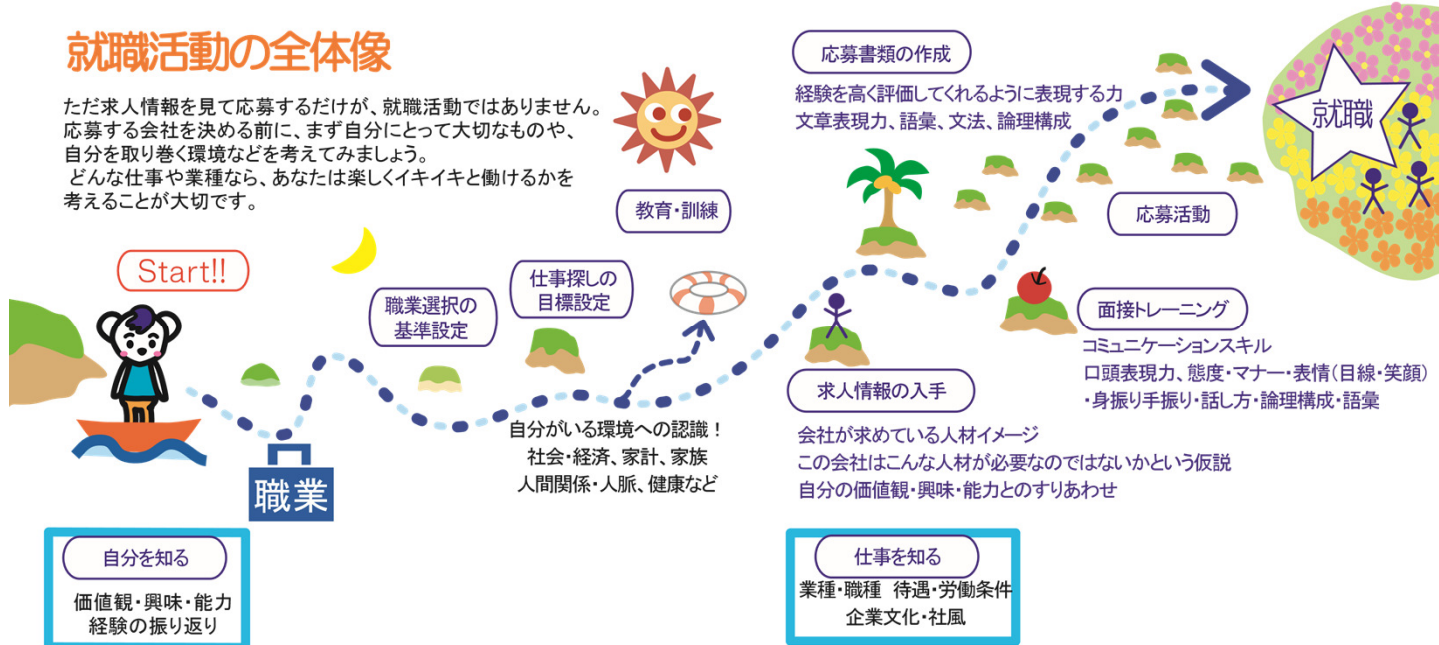 就職活動の全体像
ただ求人情報を見て応募するだけが、就職活動ではありません。
応募する会社を決める前に、まず自分にとって大切なものや、
自分を取り巻く環境などを考えてみましょう。
どんな仕事や業種なら、あなたは楽しくイキイキと働けるかを
考えることが大切です。
Start!!
職業
自分を知る
価値観・興味・能力
経験の振り返り
職業選択の
基準設定
仕事探しの
目標設定
教育・訓練
自分がいる環境への認識！
社会・経済、家計、家族
人間関係・人脈、健康など
求人情報の入手
会社が求めている人材イメージ
この会社はこんな人材が必要なのではないかという仮説
自分の価値観・興味・能力とのすりあわせ
仕事を知る
業種・職種 待遇・労働条件
企業文化・社風
応募書類の作成
経験を高く評価してくれるように表現する力
文章表現力、語彙、文法、論理構成
面接トレーニング
コミュニケーションスキル
口頭表現力、態度・マナー・表情（目線・笑顔）
・身振り手振り・話し方・論理構成・語彙
応募活動
就職